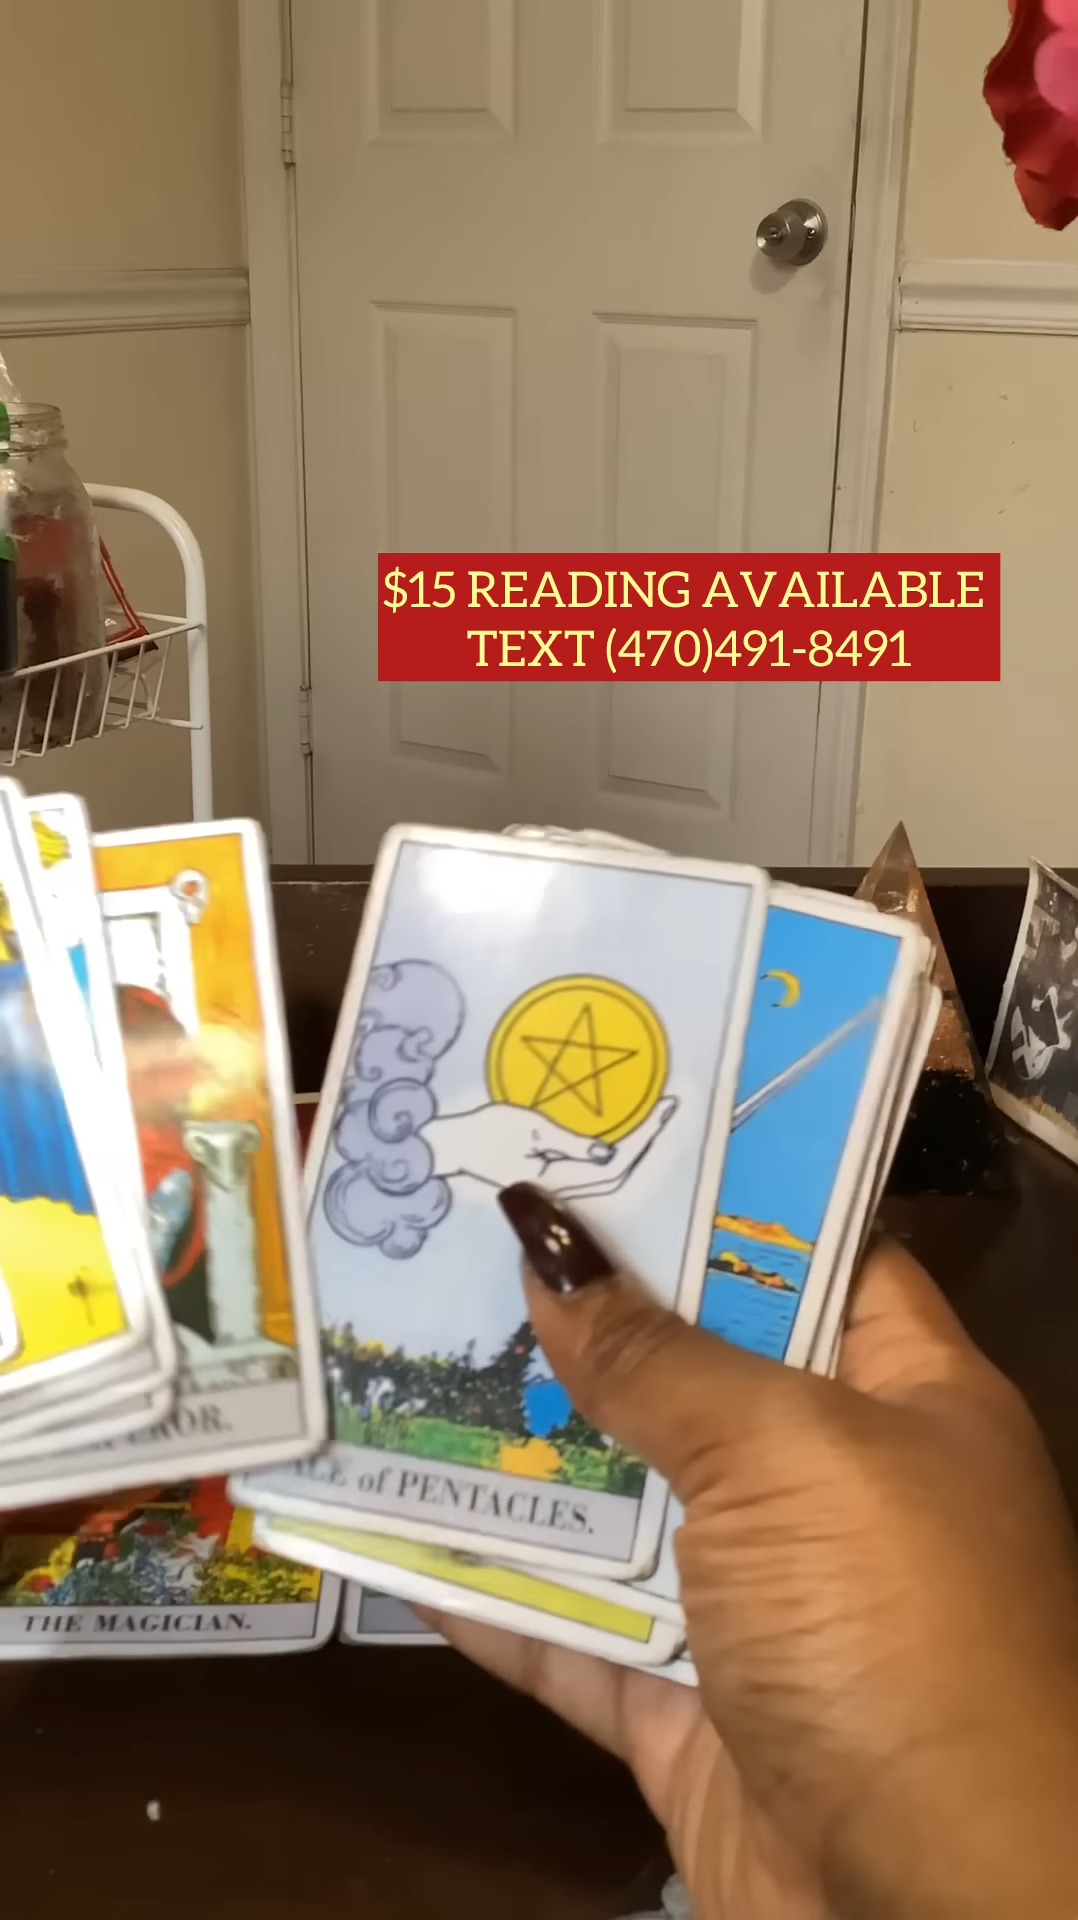 $15 READING AVAILABLE
TEXT (470)491-8491
of PENTACLES.
THE MAGICIAN.